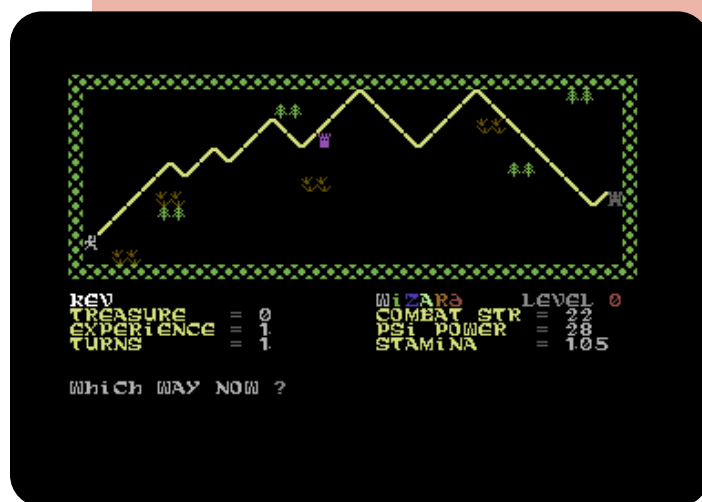 KEV WiZARD LEVEL 0
TREASURE = 0 COMBAT STR = 22
EXPERiENCE = 1 PSi POWER = 28
TURNS = 1 STAMiNA = 105
WhiCh WAY NOW ?